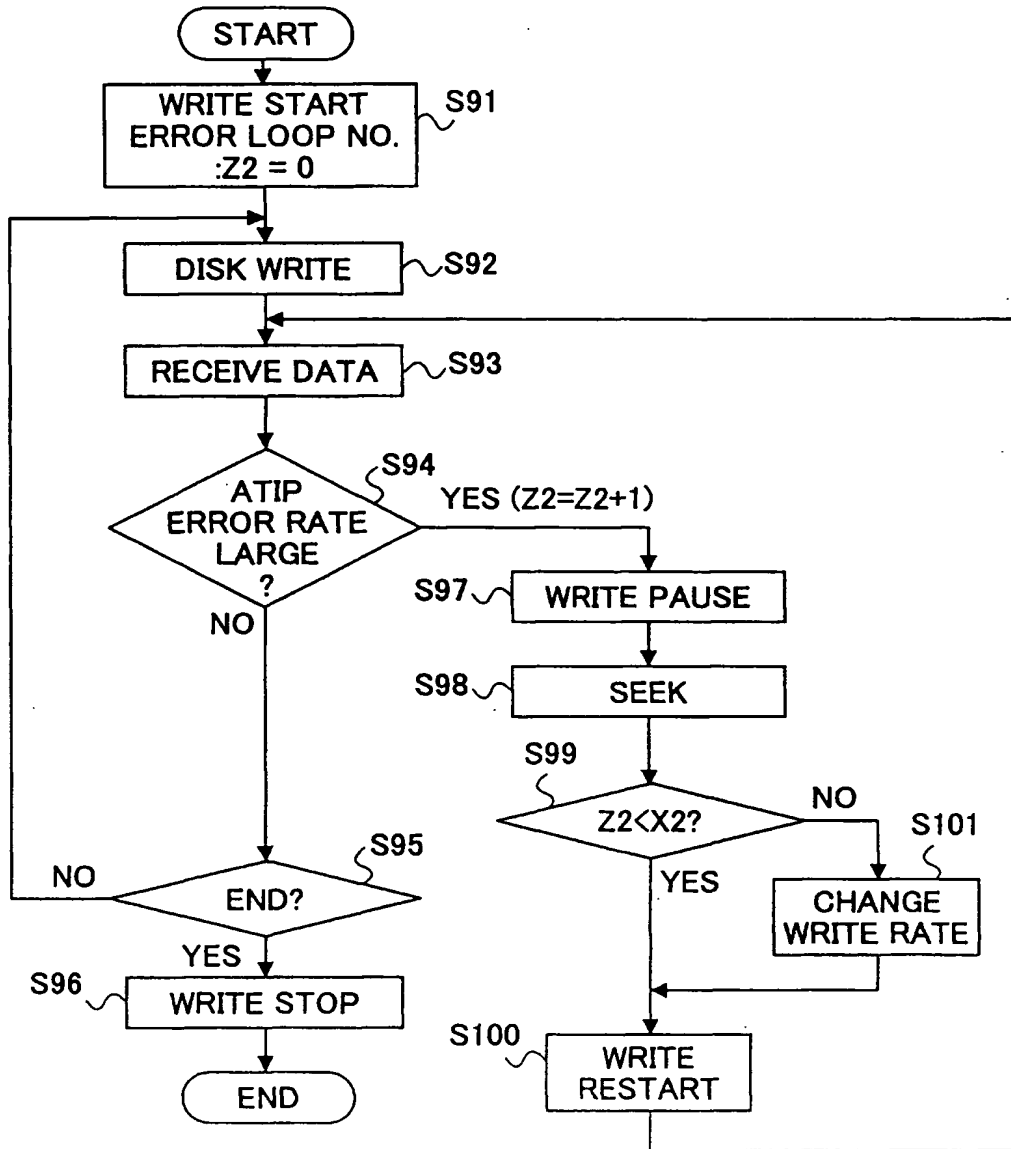 START
WRITE START
ERROR LOOP NO.
:Z2 = 0
S91
DISK WRITE
S92
RECEIVE DATA
S93
ATIP
ERROR RATE
LARGE
?
S94
YES (Z2=Z2+1)
NO
S97
WRITE PAUSE
S98
SEEK
S99
Z2<X2?
NO
YES
S101
CHANGE
WRITE RATE
S95
NO
END?
YES
S96
WRITE STOP
END
S100
WRITE
RESTART